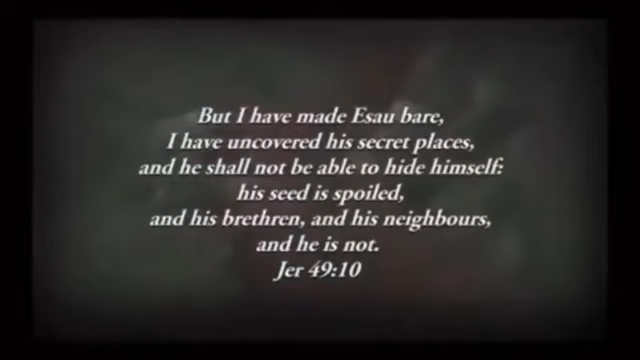 But I have made Esau bare,
I have uncovered his secret places,
and he shall not be able to hide himself:
his seed is spoiled,
and his brethren, and his neighbours,
and he is not.
Jer 49:10